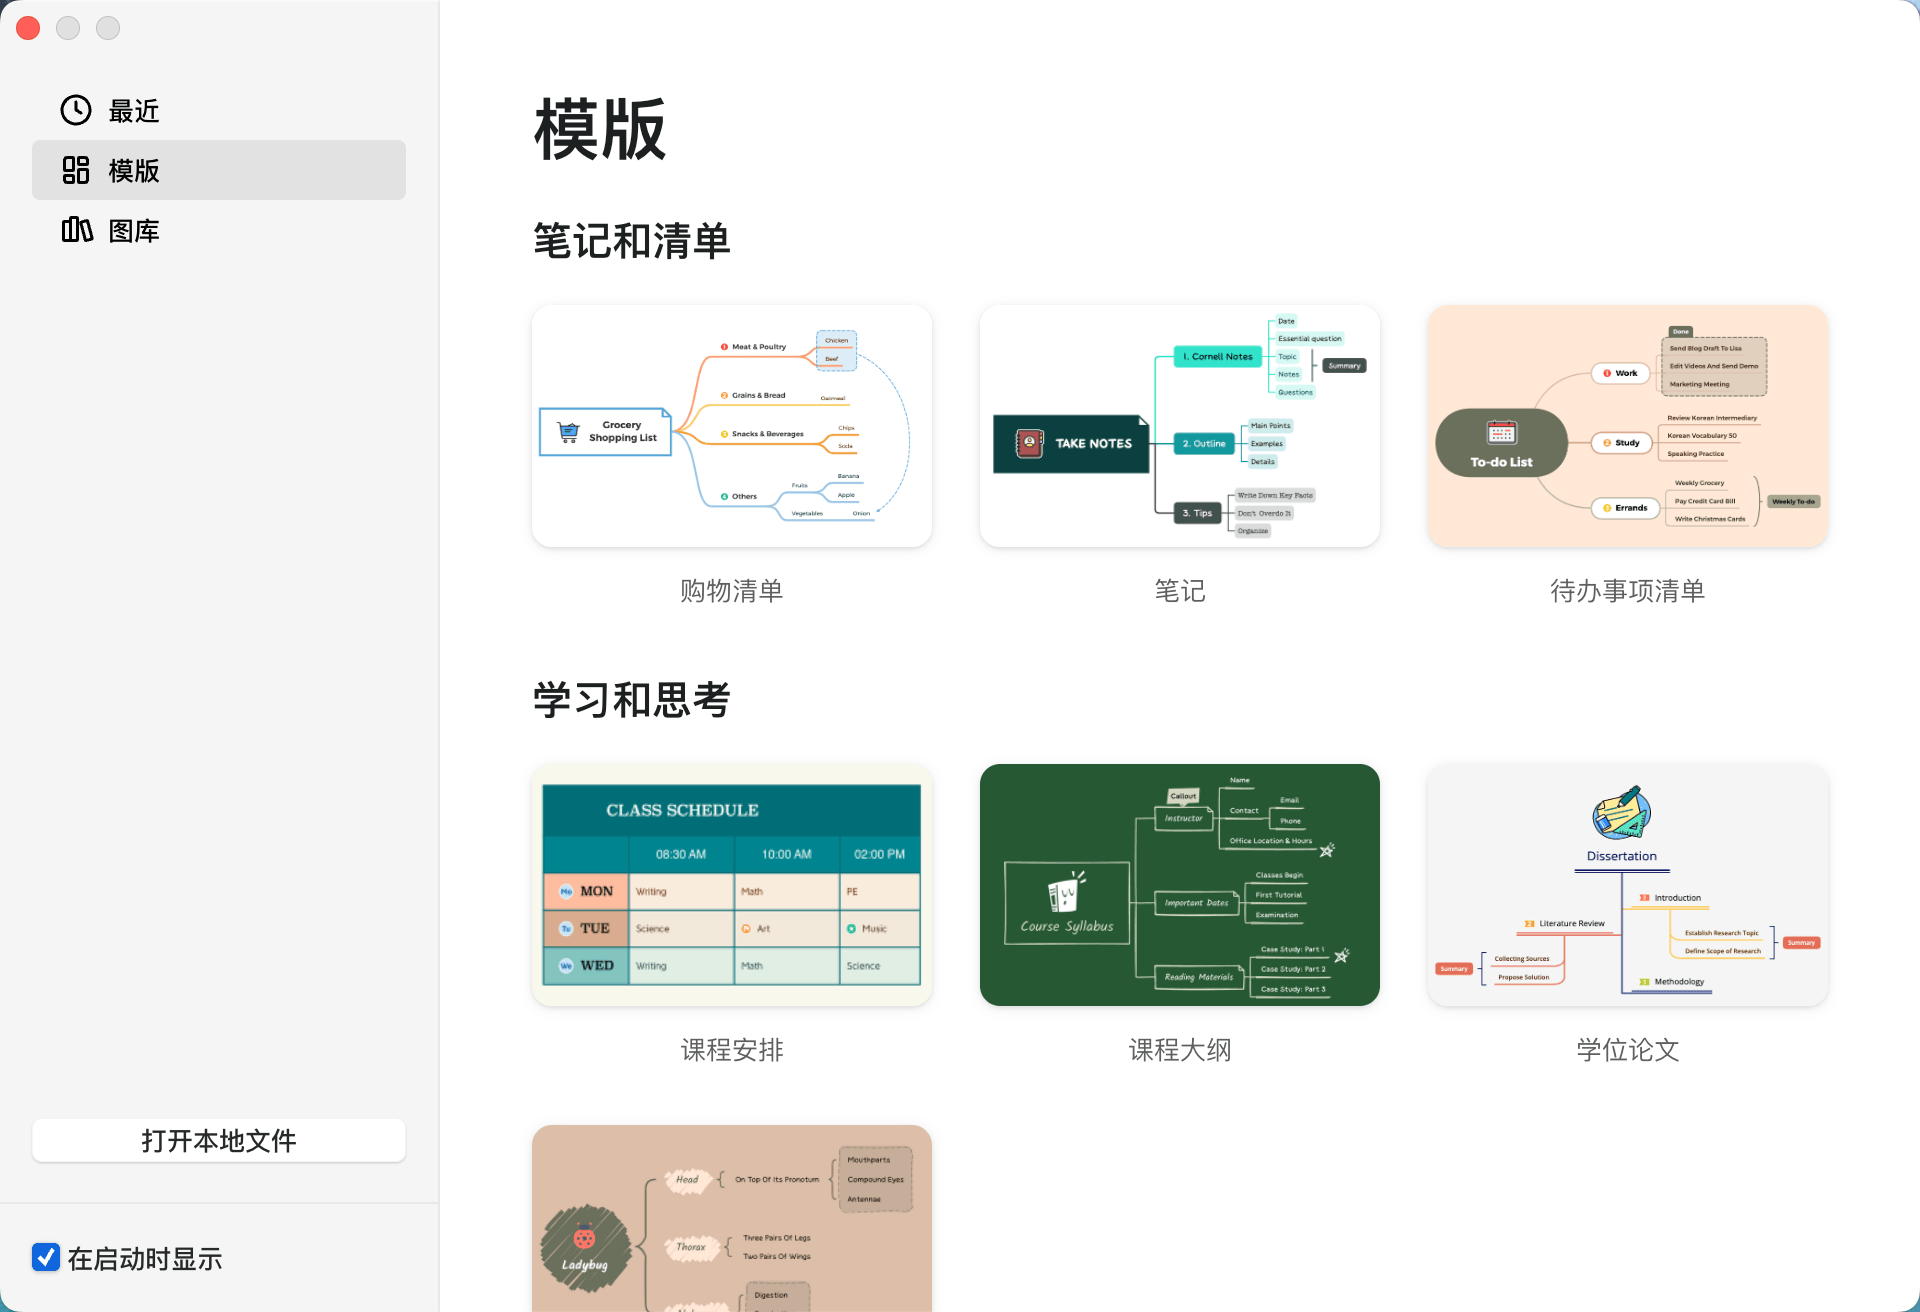 最近
模版
图库
打开本地文件
在启动时显示
模版
笔记和清单
Grocery
Shopping List
Meat & Poultry
Chicken
Beef
Grains & Bread
Oatmeal
Snacks & Beverages
Chips
Soda
Others
Fruits
Banana
Apple
Vegetables
Onion
购物清单
TAKE NOTES
1. Cornell Notes
Date
Essential question
Topic
Notes
Questions
Summary
2. Outline
Main Points
Examples
Details
3. Tips
Write Down Key Facts
Don't Overdo It
Organize
笔记
To-do List
1 Work
Done
Send Blog Draft To Lisa
Edit Videos And Send Demo
Marketing Meeting
2 Study
Review Korean Intermediary
Korean Vocabulary 50
Speaking Practice
3 Errands
Weekly Grocery
Pay Credit Card Bill
Write Christmas Cards
Weekly To-do
待办事项清单
学习和思考
CLASS SCHEDULE
08:30 AM 10:00 AM 02:00 PM
Mo MON Writing Math PE
Tu TUE Science Art Music
We WED Writing Math Science
课程安排
Course Syllabus
Callout
Instructor
Name
Contact
Email
Phone
Office Location & Hours
Important Dates
Classes Begin
First Tutorial
Examination
Reading Materials
Case Study: Part 1
Case Study: Part 2
Case Study: Part 3
课程大纲
Dissertation
Introduction
Establish Research Topic
Define Scope of Research
Summary
Literature Review
Collecting Sources
Propose Solution
Summary
Methodology
学位论文
Ladybug
Head
On Top Of Its Pronotum
Mouthparts
Compound Eyes
Antennae
Thorax
Three Pairs Of Legs
Two Pairs Of Wings
Digestion